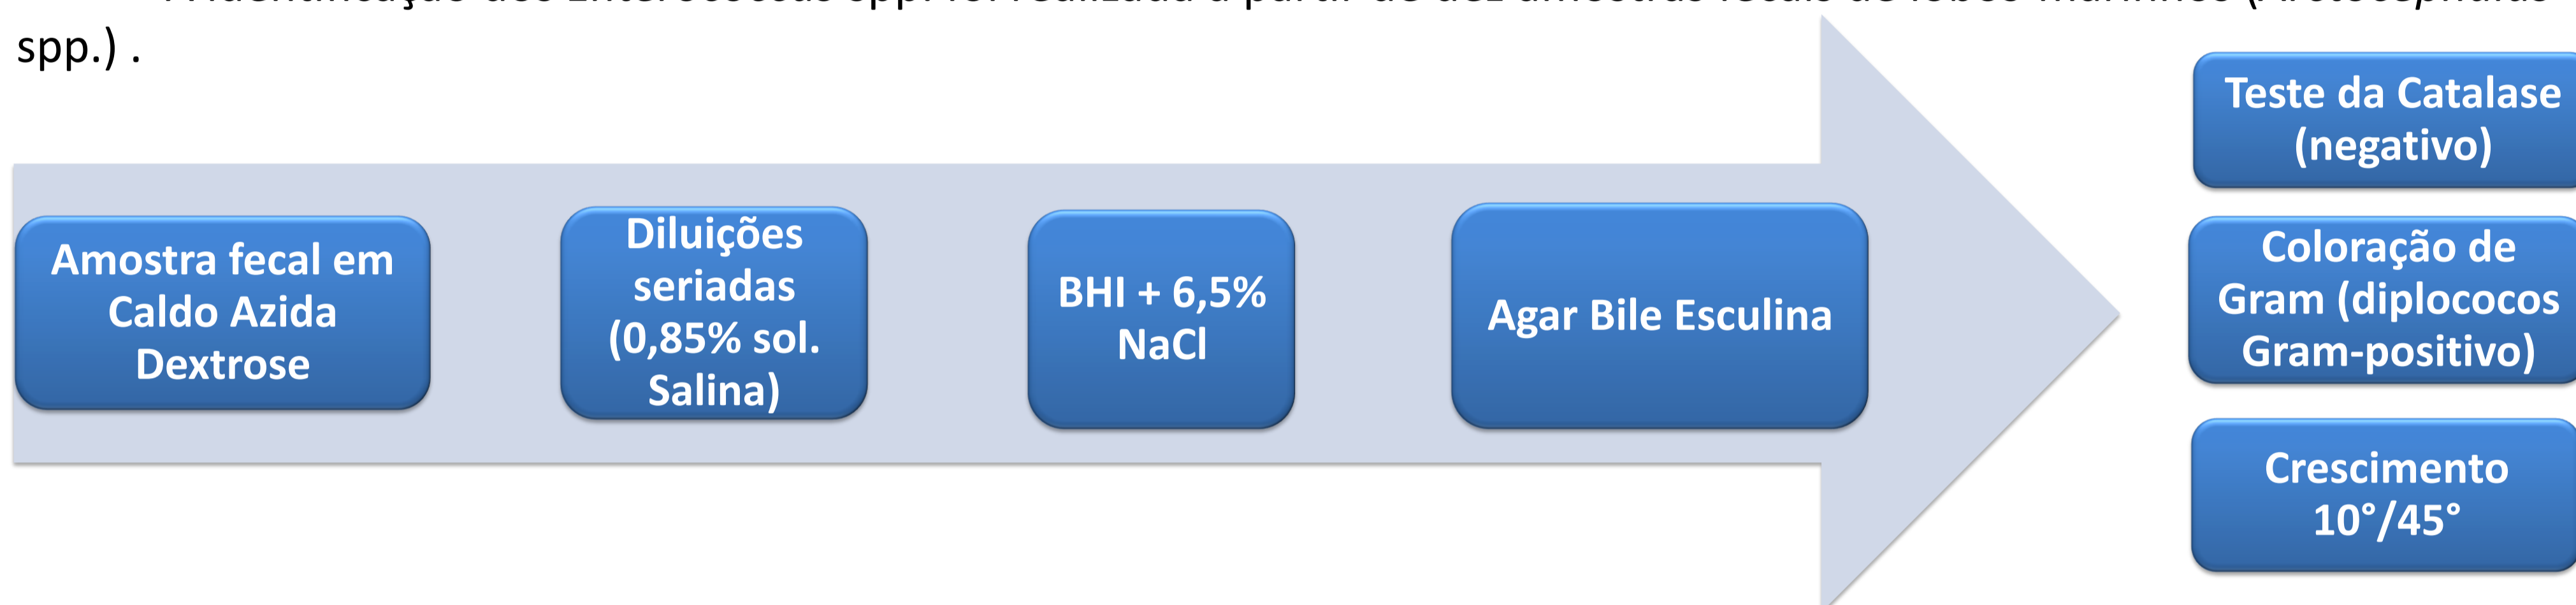 spp.) .
Amostra fecal em
Caldo Azida
Dextrose
Diluições
seriadas
(0,85% sol.
Salina)
BHI + 6,5%
NaCl
Agar Bile Esculina
Teste da Catalase
(negativo)
Coloração de
Gram (diplococos
Gram-positivo)
Crescimento
10°/45°